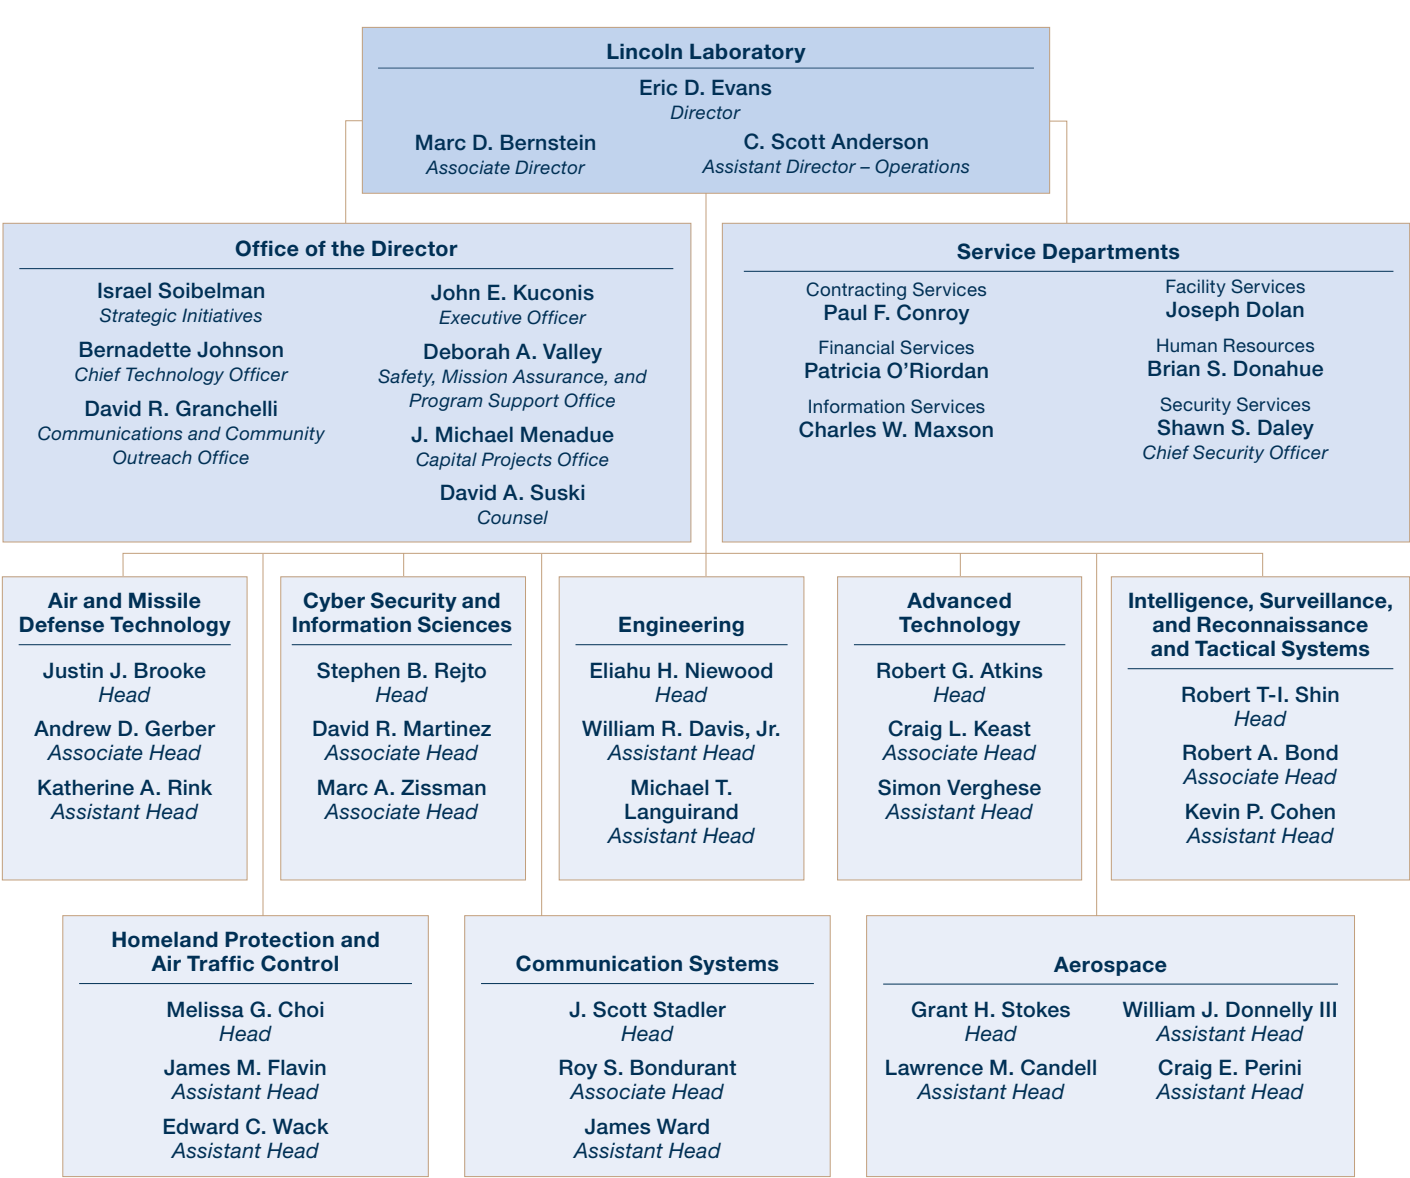 Lincoln Laboratory
Eric D. Evans
Director
Marc D. Bernstein
Associate Director
C. Scott Anderson
Assistant Director – Operations
Office of the Director
Israel Soibelman
Strategic Initiatives
Bernadette Johnson
Chief Technology Officer
David R. Granchelli
Communications and Community
Outreach Office
John E. Kuconis
Executive Officer
Deborah A. Valley
Safety, Mission Assurance, and
Program Support Office
J. Michael Menadue
Capital Projects Office
David A. Suski
Counsel
Service Departments
Contracting Services
Paul F. Conroy
Financial Services
Patricia O’Riordan
Information Services
Charles W. Maxson
Facility Services
Joseph Dolan
Human Resources
Brian S. Donahue
Security Services
Shawn S. Daley
Chief Security Officer
Air and Missile
Defense Technology
Justin J. Brooke
Head
Andrew D. Gerber
Associate Head
Katherine A. Rink
Assistant Head
Cyber Security and
Information Sciences
Stephen B. Rejto
Head
David R. Martinez
Associate Head
Marc A. Zissman
Associate Head
Engineering
Eliahu H. Niewood
Head
William R. Davis, Jr.
Assistant Head
Michael T.
Languirand
Assistant Head
Advanced
Technology
Robert G. Atkins
Head
Craig L. Keast
Associate Head
Simon Verghese
Assistant Head
Intelligence, Surveillance,
and Reconnaissance
and Tactical Systems
Robert T-I. Shin
Head
Robert A. Bond
Associate Head
Kevin P. Cohen
Assistant Head
Homeland Protection and
Air Traffic Control
Melissa G. Choi
Head
James M. Flavin
Assistant Head
Edward C. Wack
Assistant Head
Communication Systems
J. Scott Stadler
Head
Roy S. Bondurant
Associate Head
James Ward
Assistant Head
Aerospace
Grant H. Stokes
Head
Lawrence M. Candell
Assistant Head
William J. Donnelly III
Assistant Head
Craig E. Perini
Assistant Head